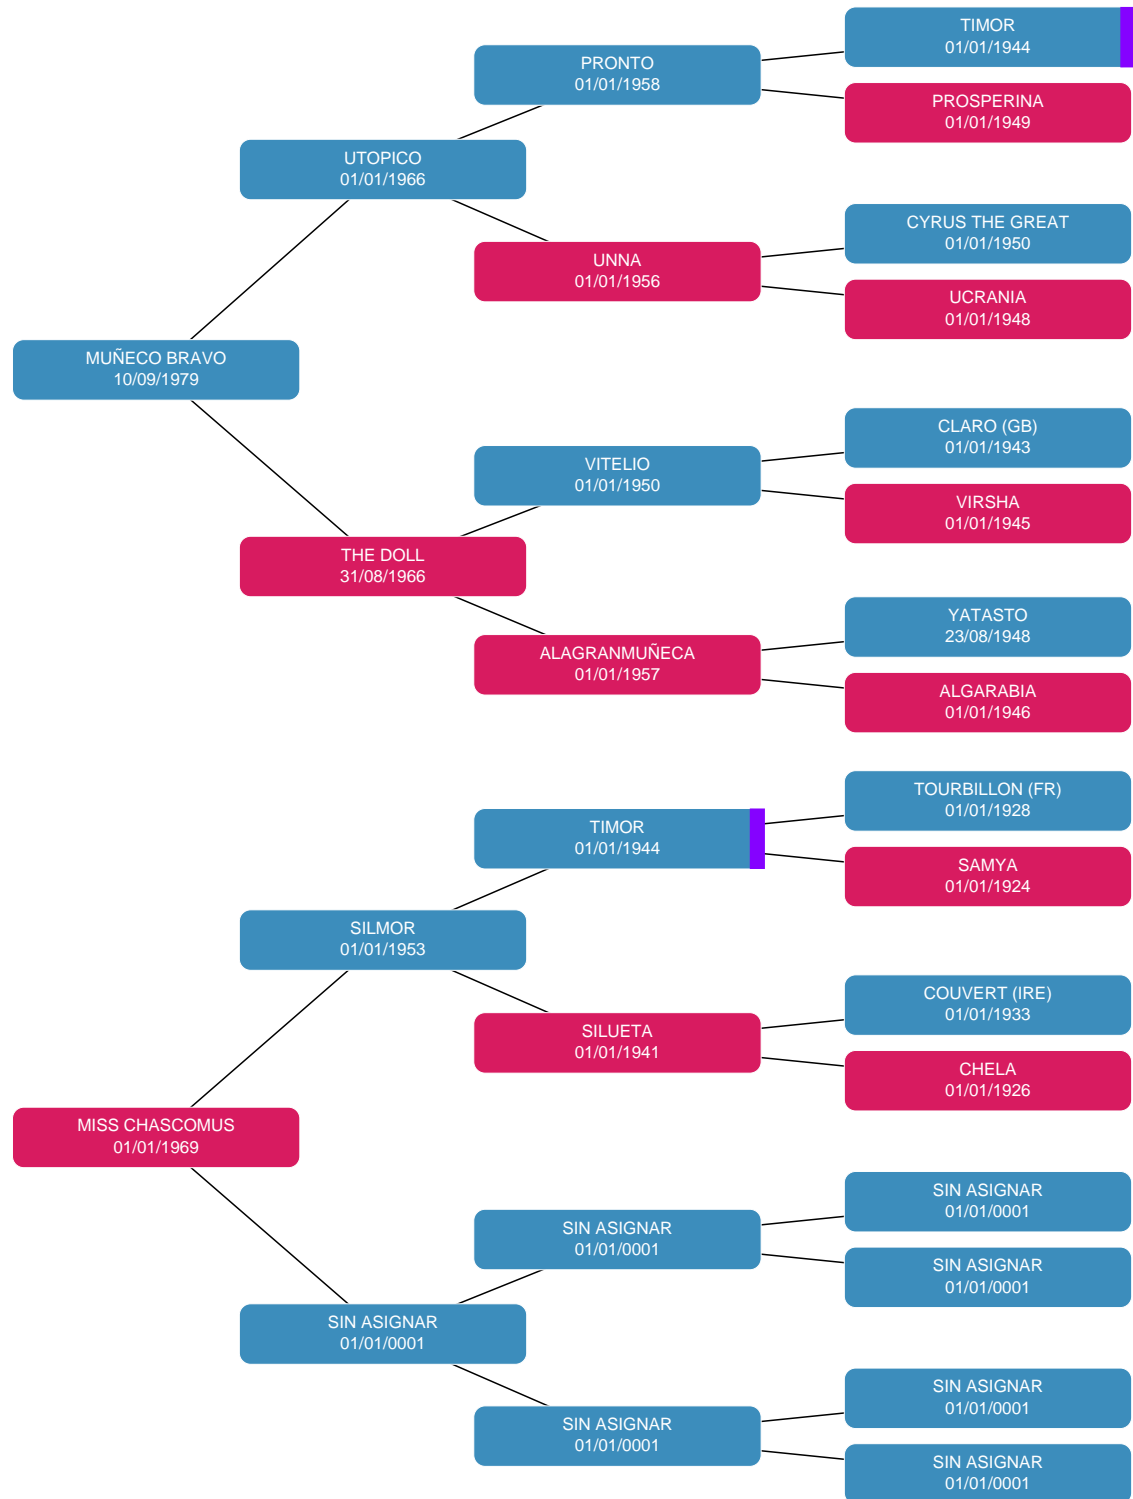 TIMOR
01/01/1944
PRONTO
01/01/1958
PROSPERINA
01/01/1949
UTOPICO
01/01/1966
CYRUS THE GREAT
01/01/1950
UNNA
01/01/1956
UCRANIA
01/01/1948
MUÑECO BRAVO
10/09/1979
CLARO (GB)
01/01/1943
VITELIO
01/01/1950
VIRSHA
01/01/1945
THE DOLL
31/08/1966
YATASTO
23/08/1948
ALAGRANMUÑECA
01/01/1957
ALGARABIA
01/01/1946
TOURBILLON (FR)
01/01/1928
TIMOR
01/01/1944
SAMYA
01/01/1924
SILMOR
01/01/1953
COUVERT (IRE)
01/01/1933
SILUETA
01/01/1941
CHELA
01/01/1926
MISS CHASCOMUS
01/01/1969
SIN ASIGNAR
01/01/0001
SIN ASIGNAR
01/01/0001
SIN ASIGNAR
01/01/0001
SIN ASIGNAR
01/01/0001
SIN ASIGNAR
01/01/0001
SIN ASIGNAR
01/01/0001
SIN ASIGNAR
01/01/0001